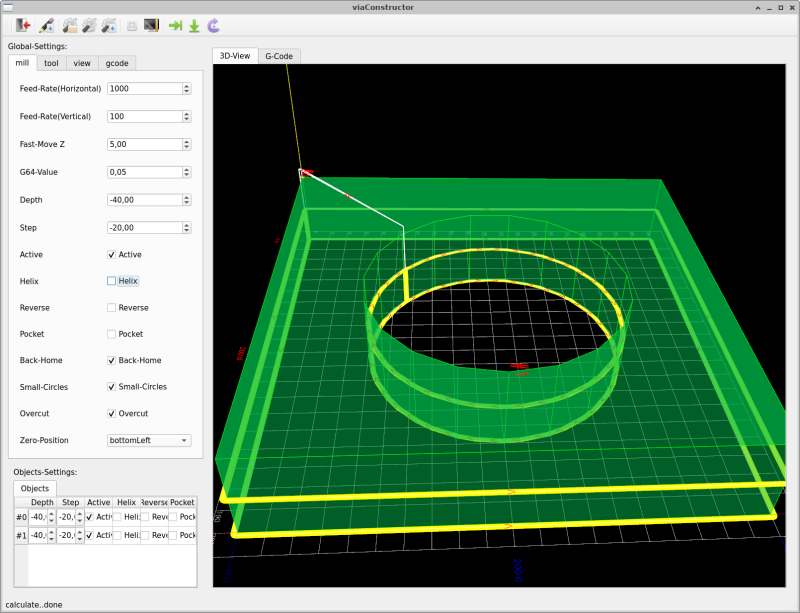 viaConstructor
Global-Settings:
mill tool view gcode
Feed-Rate(Horizontal) 1000
Feed-Rate(Vertical) 100
Fast-Move Z 5,00
G64-Value 0,05
Depth -40,00
Step -20,00
Active Active
Helix Helix
Reverse Reverse
Pocket Pocket
Back-Home Back-Home
Small-Circles Small-Circles
Overcut Overcut
Zero-Position bottomLeft
Objects-Settings:
Objects
Depth Step Active Helix Reverse Pocket
#0 -40, -20, Acti Heli: Rev Pock
#1 -40, -20, Acti Heli: Rev Pock
calculate..done
3D-View G-Code